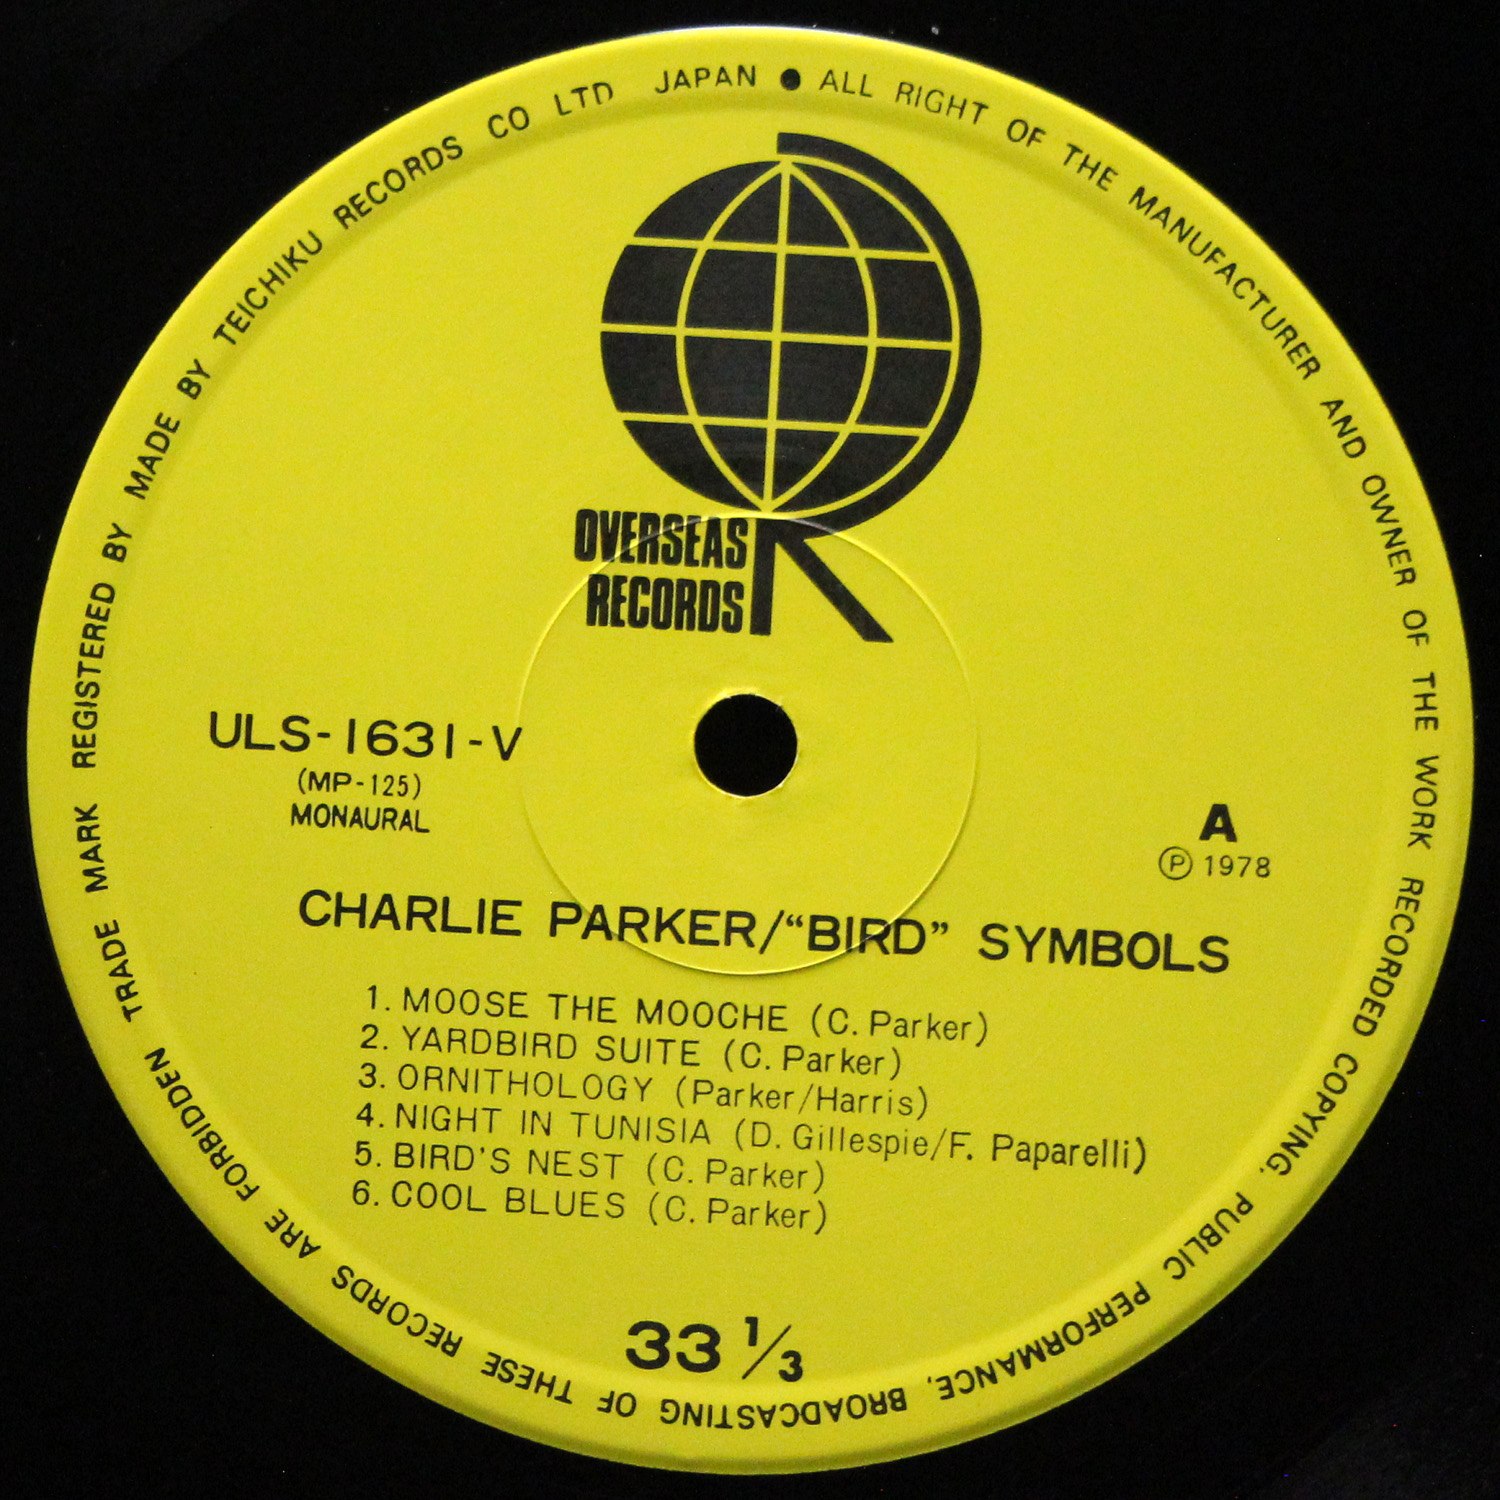 ALL RIGHT OF THE MANUFACTURER AND OWNER OF THE WORK RECORDED COPYING, PUBLIC PERFORMANCE, BROADCASTING OF THESE RECORDS ARE FORBIDDEN TRADE MARK REGISTERED BY MADE BY TEICHIKU RECORDS CO LTD JAPAN ●
OVERSEAS
RECORDS
ULS-1631-V
(MP-125)
MONAURAL
A
Ⓟ 1978
CHARLIE PARKER/“BIRD” SYMBOLS
1. MOOSE THE MOOCHE (C. Parker)
2. YARDBIRD SUITE (C. Parker)
3. ORNITHOLOGY (Parker/Harris)
4. NIGHT IN TUNISIA (D. Gillespie/F. Paparelli)
5. BIRD'S NEST (C. Parker)
6. COOL BLUES (C. Parker)
33 1/3